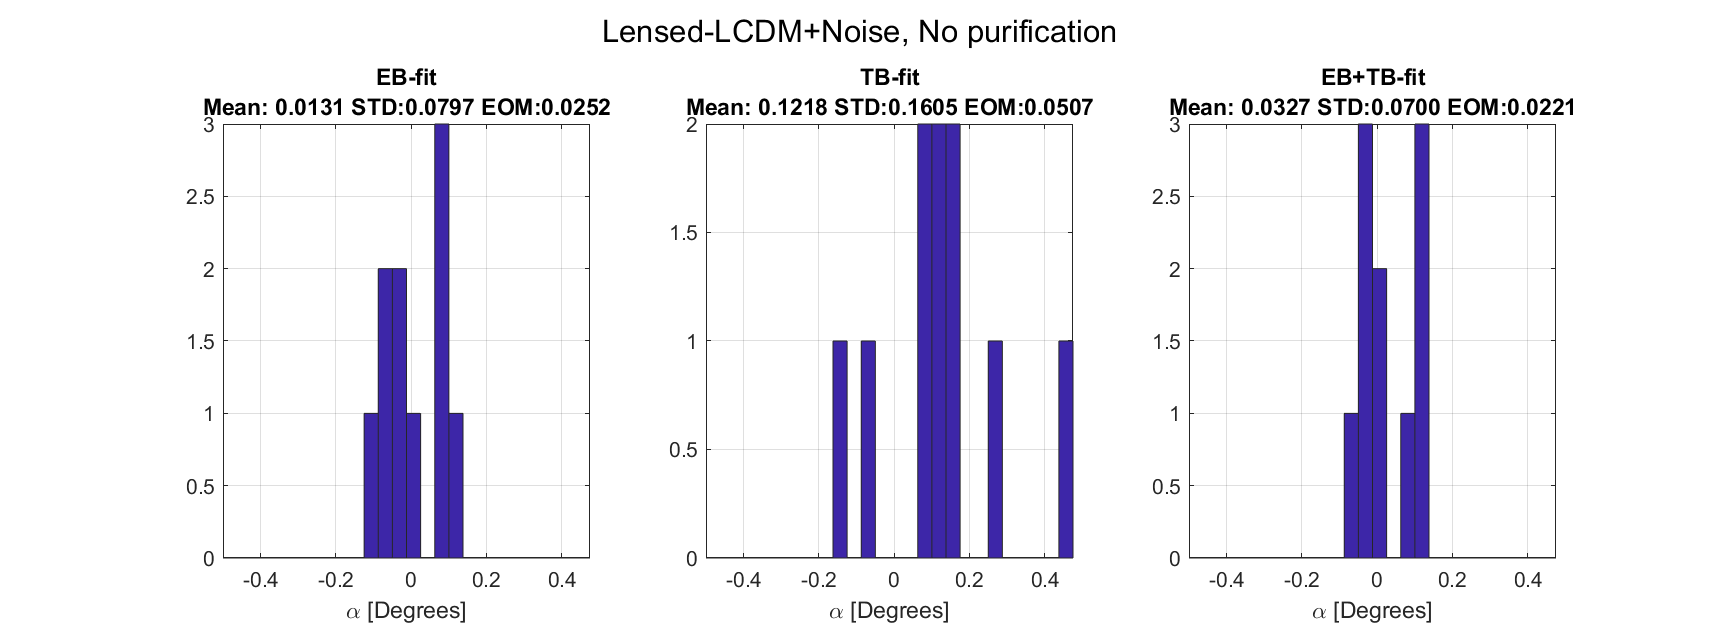 Lensed-LCDM+Noise, No purification
EB-fit
Mean: 0.0131 STD:0.0797 EOM:0.0252
3
2.5
2
1.5
1
0.5
0
-0.4 -0.2 0 0.2 0.4
α [Degrees]
TB-fit
Mean: 0.1218 STD:0.1605 EOM:0.0507
2
1.5
1
0.5
0
-0.4 -0.2 0 0.2 0.4
α [Degrees]
EB+TB-fit
Mean: 0.0327 STD:0.0700 EOM:0.0221
3
2.5
2
1.5
1
0.5
0
-0.4 -0.2 0 0.2 0.4
α [Degrees]